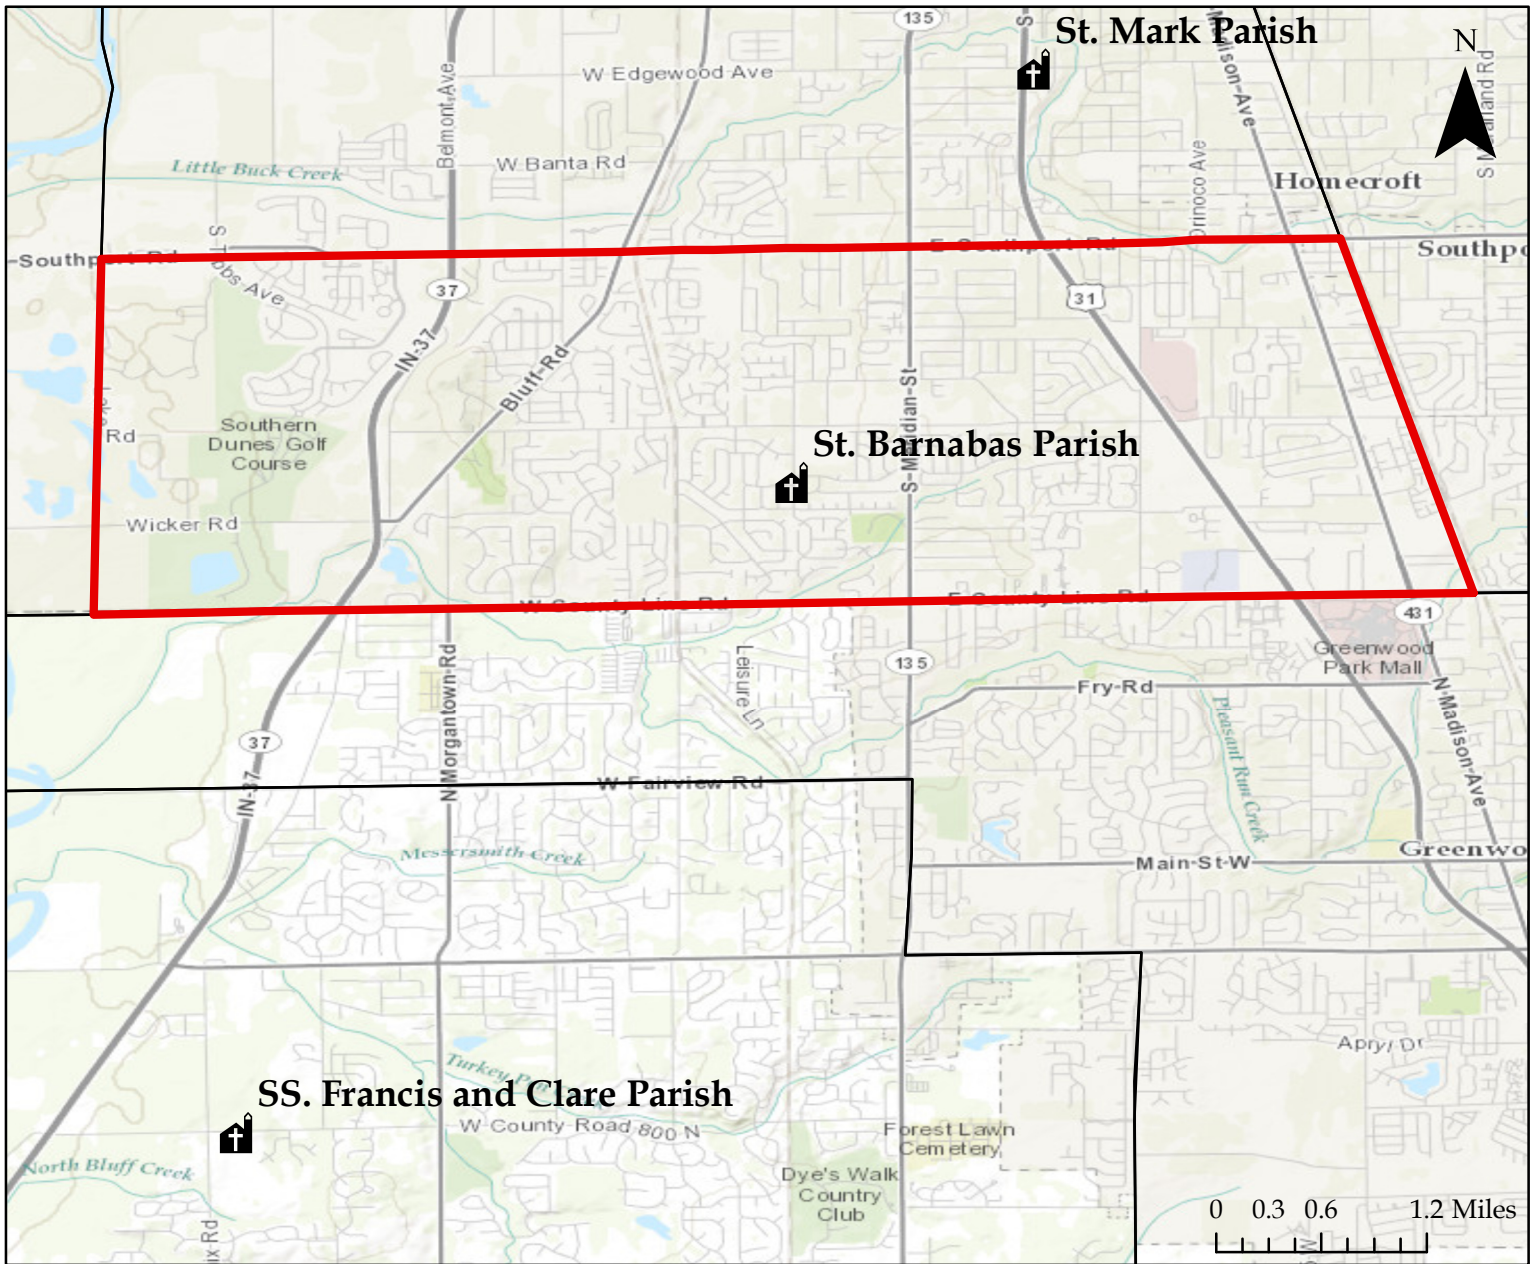 135
S
St. Mark Parish
N
W Edgewood Ave
Belmont Ave
Madison-Ave
W Banta Rd
Little Buck Creek
Orinoco Ave
Homecroft
S Tibbs Ave
E Southport Rd
37
31
IN-37
Bluff-Rd
S-Meridian-St
Rd
Southern
Dunes Golf
Course
St. Barnabas Parish
Wicker Rd
W County Line Rd
E County Line Rd
431
Greenwood
Park Mall
135
Leisure Ln
N-Morgantown-Rd
Fry-Rd
Pleasant Run Creek
N-Madison-Ave
37
IN-37
W Fairview Rd
Messersmith Creek
Main-St-W
Greenwo
Apryl Dr
SS. Francis and Clare Parish
W County Road 800 N
Forest Lawn
Cemetery
North Bluff Creek
Dye's Walk
Country
Club
ix Rd
0 0.3 0.6 1.2 Miles